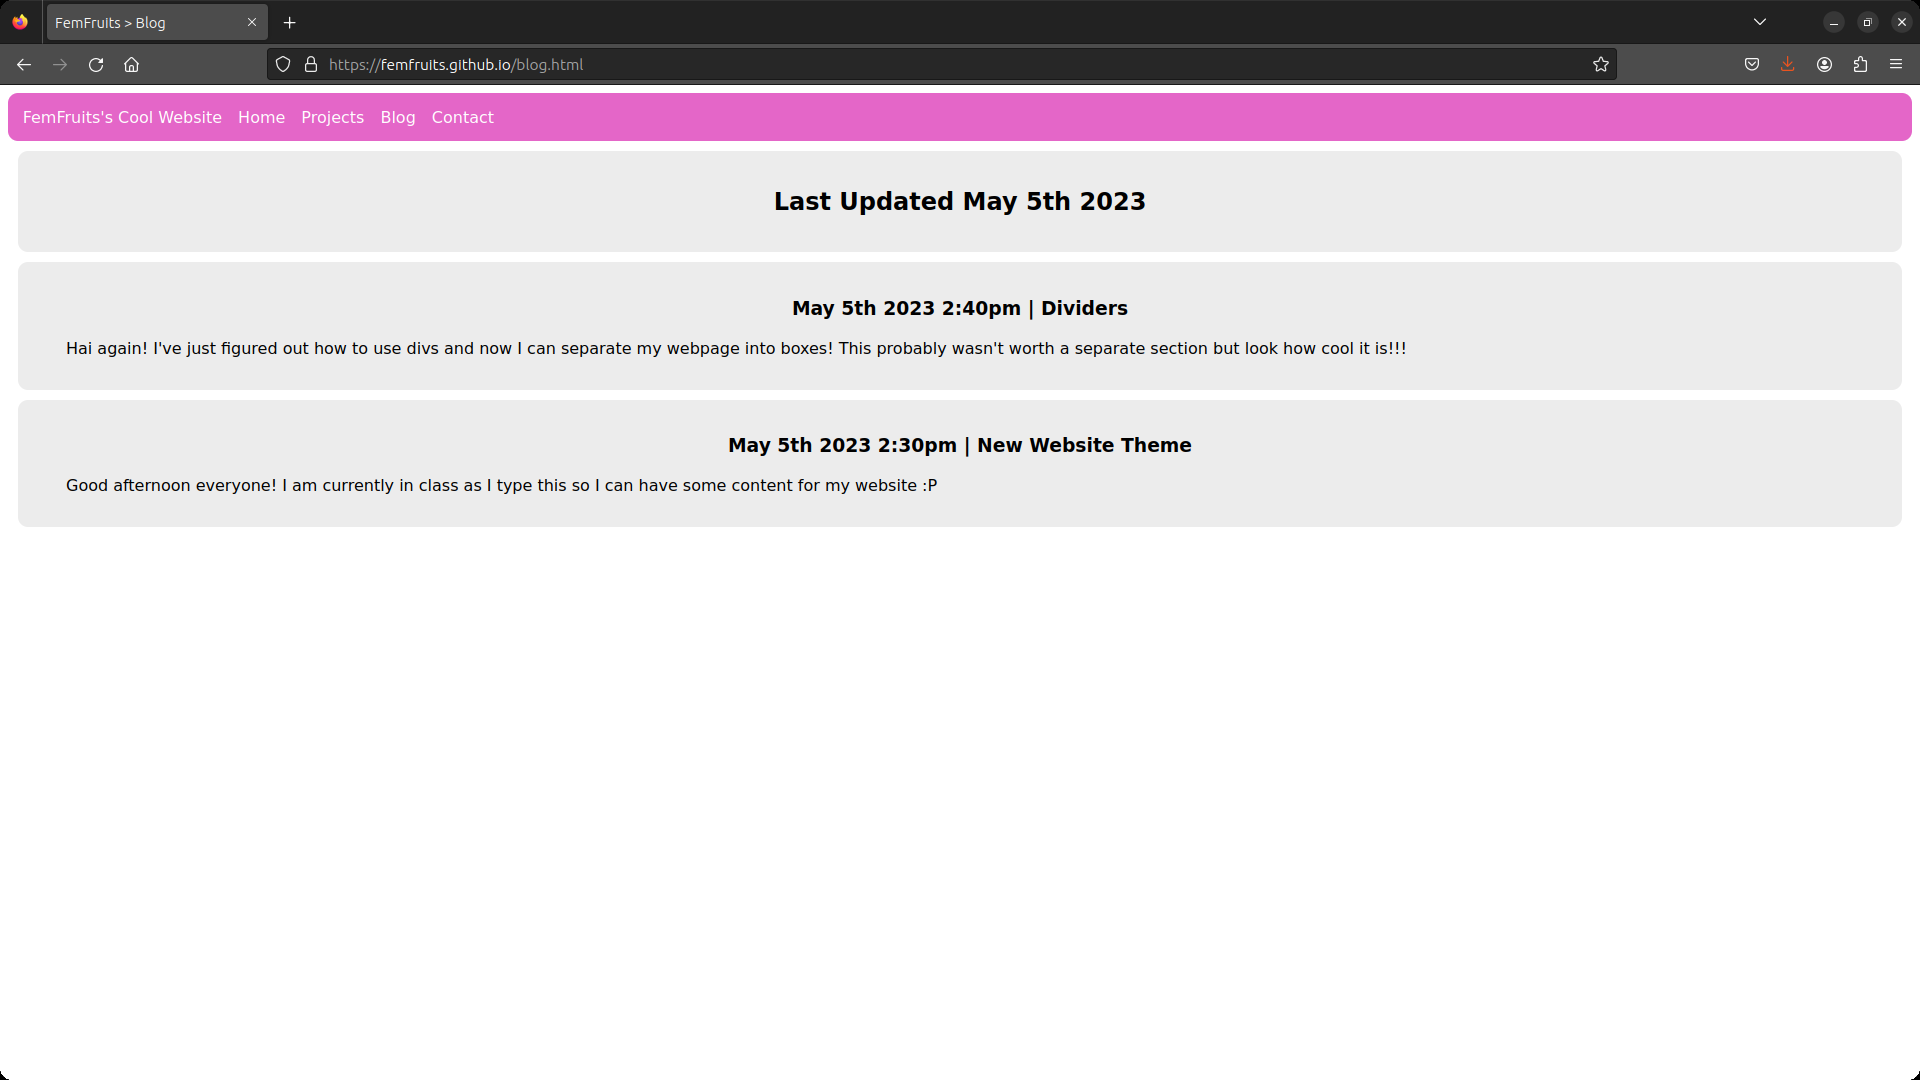 FemFruits > Blog
https://femfruits.github.io/blog.html
FemFruits's Cool Website Home Projects Blog Contact
Last Updated May 5th 2023
May 5th 2023 2:40pm | Dividers
Hai again! I've just figured out how to use divs and now I can separate my webpage into boxes! This probably wasn't worth a separate section but look how cool it is!!!
May 5th 2023 2:30pm | New Website Theme
Good afternoon everyone! I am currently in class as I type this so I can have some content for my website :P